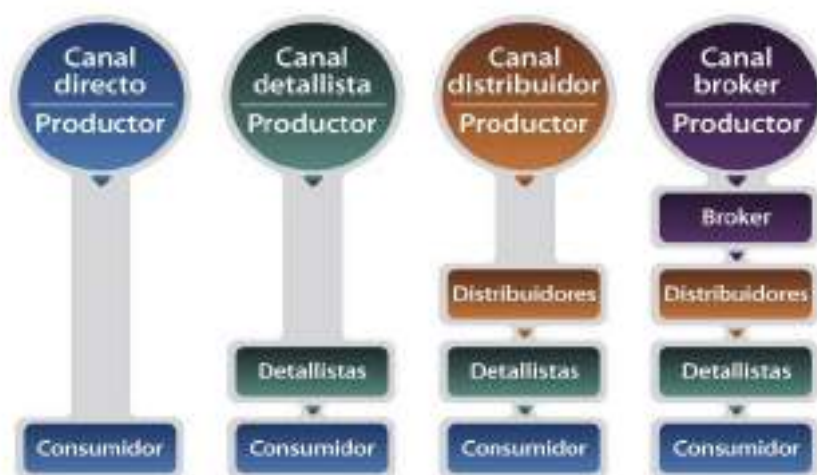 Canal
directo
Productor
Consumidor
Canal
detallista
Productor
Detallistas
Consumidor
Canal
distribuidor
Productor
Distribuidores
Detallistas
Consumidor
Canal
broker
Productor
Broker
Distribuidores
Detallistas
Consumidor